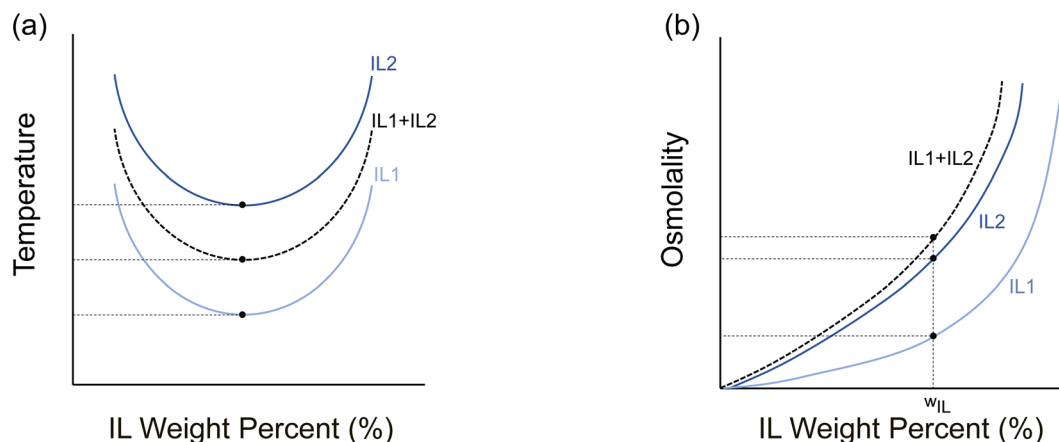 (a)
Temperature
IL2
IL1+IL2
IL1
IL Weight Percent (%)
(b)
Osmolality
IL1+IL2
IL2
IL1
wIL
IL Weight Percent (%)